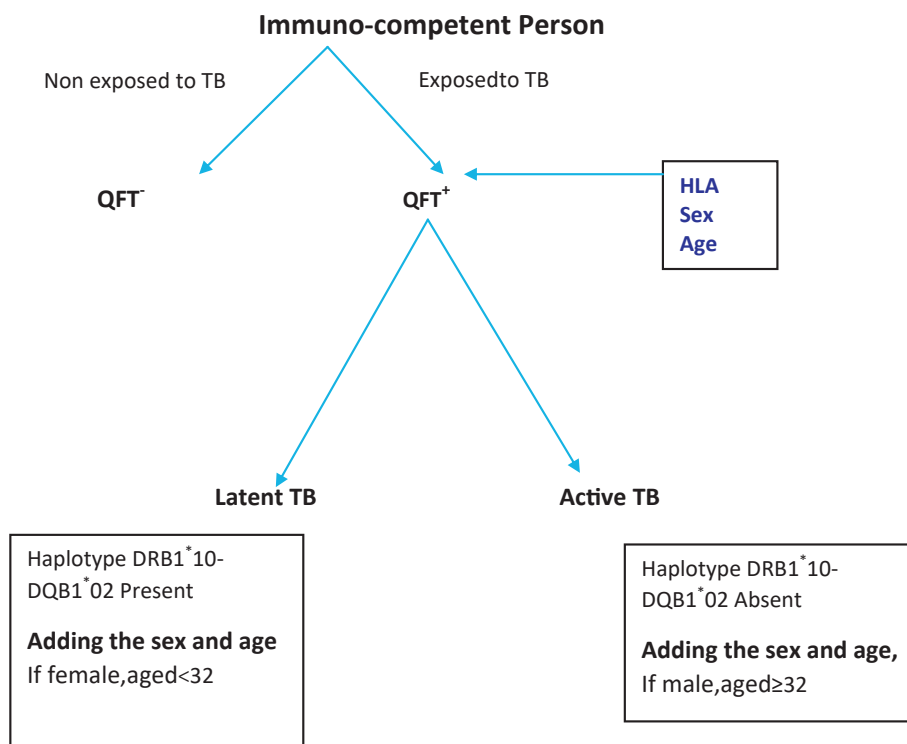 Immuno-competent Person
Non exposed to TB
Exposedto TB
QFT-
QFT+
HLA
Sex
Age
Latent TB
Active TB
Haplotype DRB1*10-
DQB1*02 Present
Adding the sex and age
If female,aged<32
Haplotype DRB1*10-
DQB1*02 Absent
Adding the sex and age,
If male,aged≥32